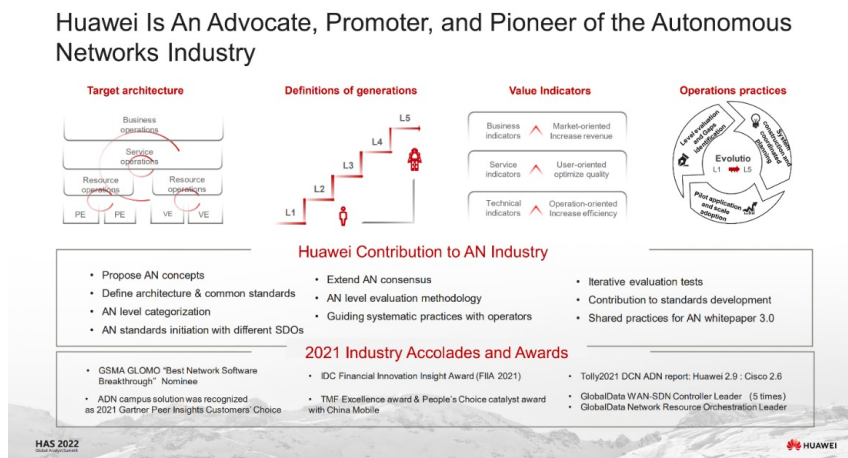 Huawei Is An Advocate, Promoter, and Pioneer of the Autonomous
Networks Industry
Target architecture
Business
operations
Service
operations
Resource
operations
Resource
operations
PE
PE
VE
VE
Definitions of generations
L1
L2
L3
L4
L5
Value Indicators
Business
indicators
Market-oriented
Increase revenue
Service
indicators
User-oriented
optimize quality
Technical
indicators
Operation-oriented
Increase efficiency
Operations practices
Level evaluation
and Gaps
identification
System
construction and
coordinated
planning
Evolutio
L1
L5
Pilot application
and scale
adoption
Huawei Contribution to AN Industry
• Propose AN concepts
• Define architecture & common standards
• AN level categorization
• AN standards initiation with different SDOs
• Extend AN consensus
• AN level evaluation methodology
• Guiding systematic practices with operators
• Iterative evaluation tests
• Contribution to standards development
• Shared practices for AN whitepaper 3.0
2021 Industry Accolades and Awards
• GSMA GLOMO “Best Network Software
Breakthrough” Nominee
• ADN campus solution was recognized
as 2021 Gartner Peer Insights Customers’ Choice
• IDC Financial Innovation Insight Award (FIIA 2021)
• TMF Excellence award & People’s Choice catalyst award
with China Mobile
• Tolly2021 DCN ADN report: Huawei 2.9 : Cisco 2.6
• GlobalData WAN-SDN Controller Leader (5 times)
• GlobalData Network Resource Orchestration Leader
HAS 2022
Global Analyst Summit
HUAWEI